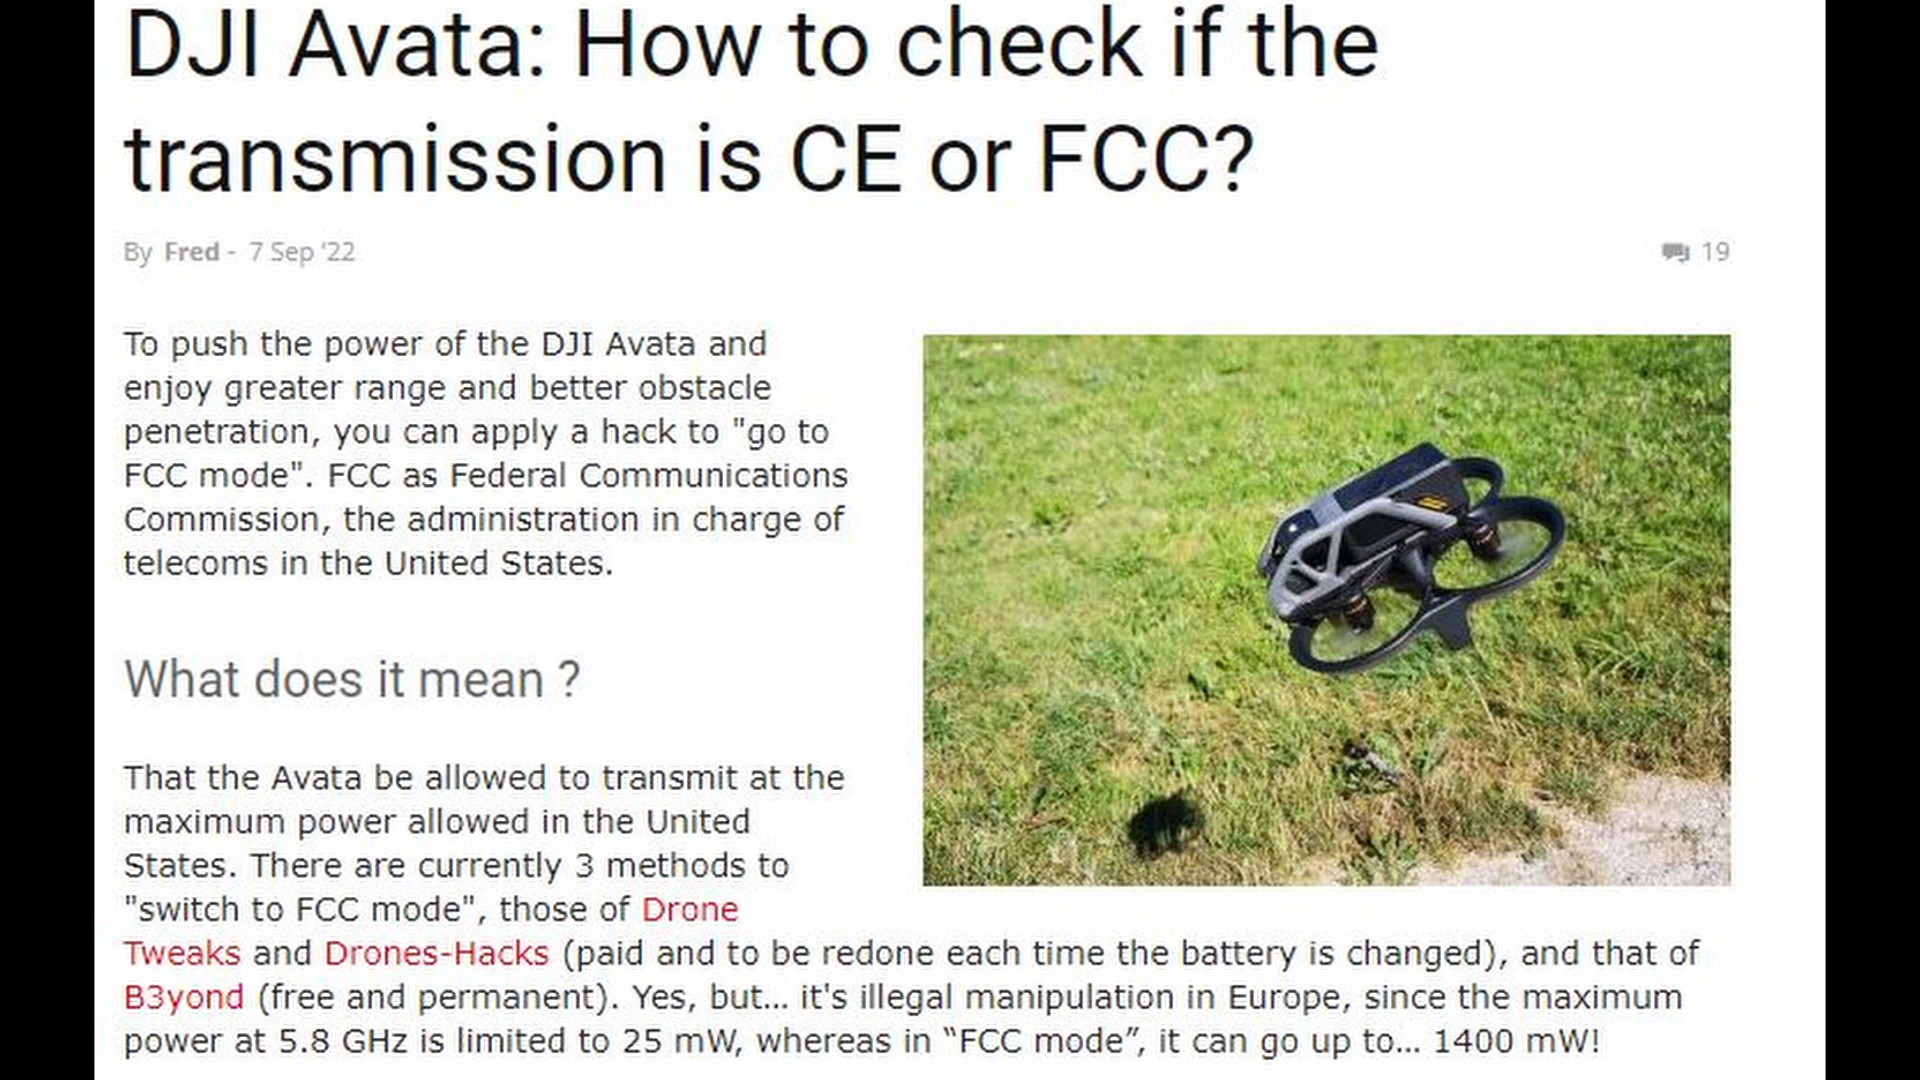 DJI Avata: How to check if the
transmission is CE or FCC?
By Fred - 7 Sep '22
19
To push the power of the DJI Avata and
enjoy greater range and better obstacle
penetration, you can apply a hack to "go to
FCC mode". FCC as Federal Communications
Commission, the administration in charge of
telecoms in the United States.
What does it mean ?
That the Avata be allowed to transmit at the
maximum power allowed in the United
States. There are currently 3 methods to
"switch to FCC mode", those of Drone
Tweaks and Drones-Hacks (paid and to be redone each time the battery is changed), and that of
B3yond (free and permanent). Yes, but... it's illegal manipulation in Europe, since the maximum
power at 5.8 GHz is limited to 25 mW, whereas in “FCC mode”, it can go up to... 1400 mW!